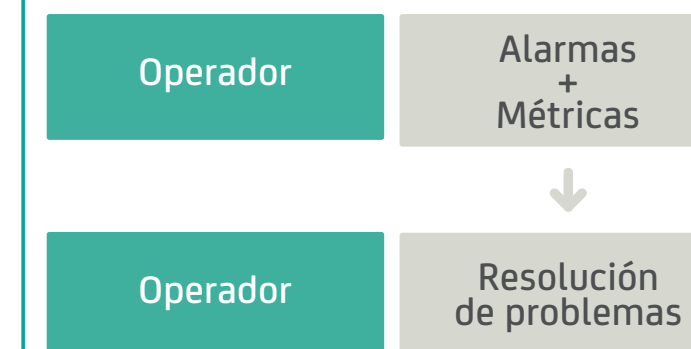 Operador
Alarmas
+
Métricas
Operador
Resolución
de problemas